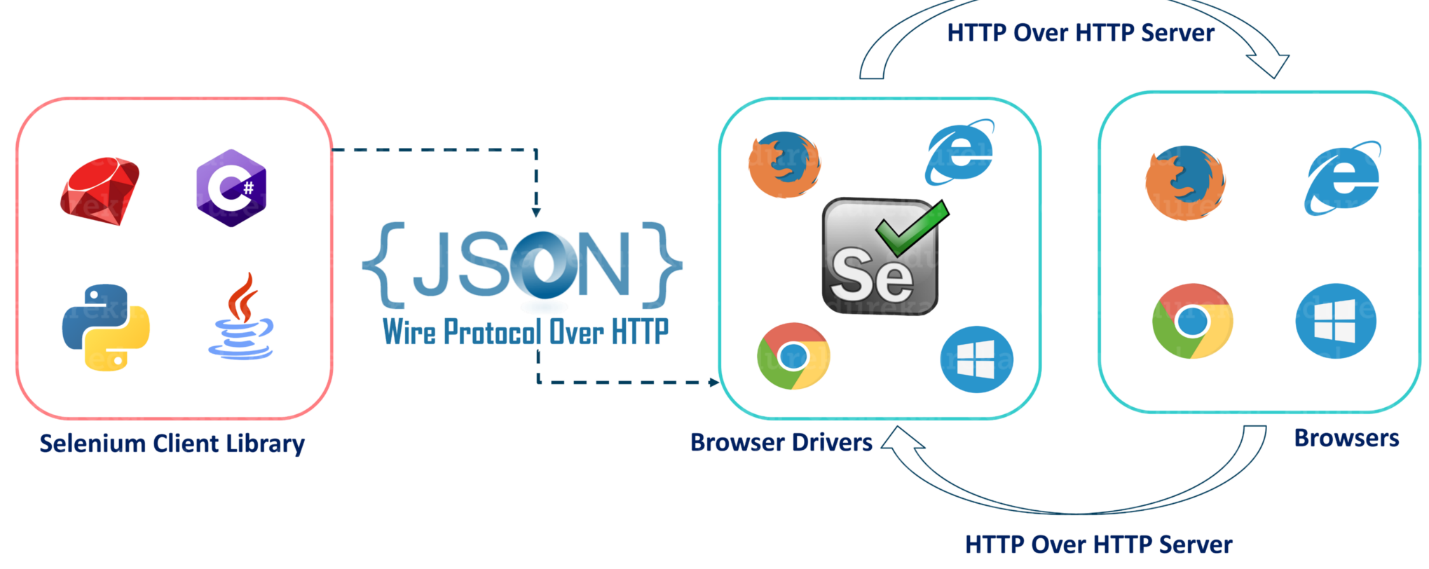 HTTP Over HTTP Server
C#
{JSON}
Wire Protocol Over HTTP
Se
Selenium Client Library
Browser Drivers
Browsers
HTTP Over HTTP Server